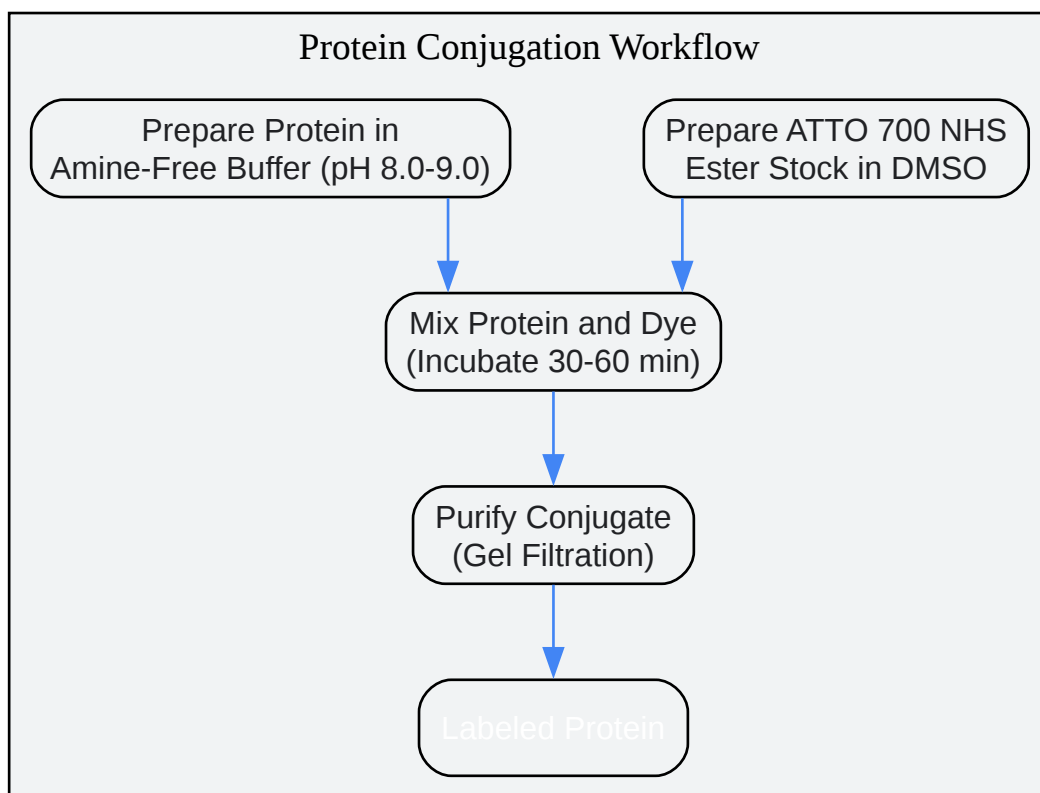 Protein Conjugation Workflow
Prepare Protein in
Amine-Free Buffer (pH 8.0-9.0)
Prepare ATTO 700 NHS
Ester Stock in DMSO
Mix Protein and Dye
(Incubate 30-60 min)
Purify Conjugate
(Gel Filtration)
Labeled Protein